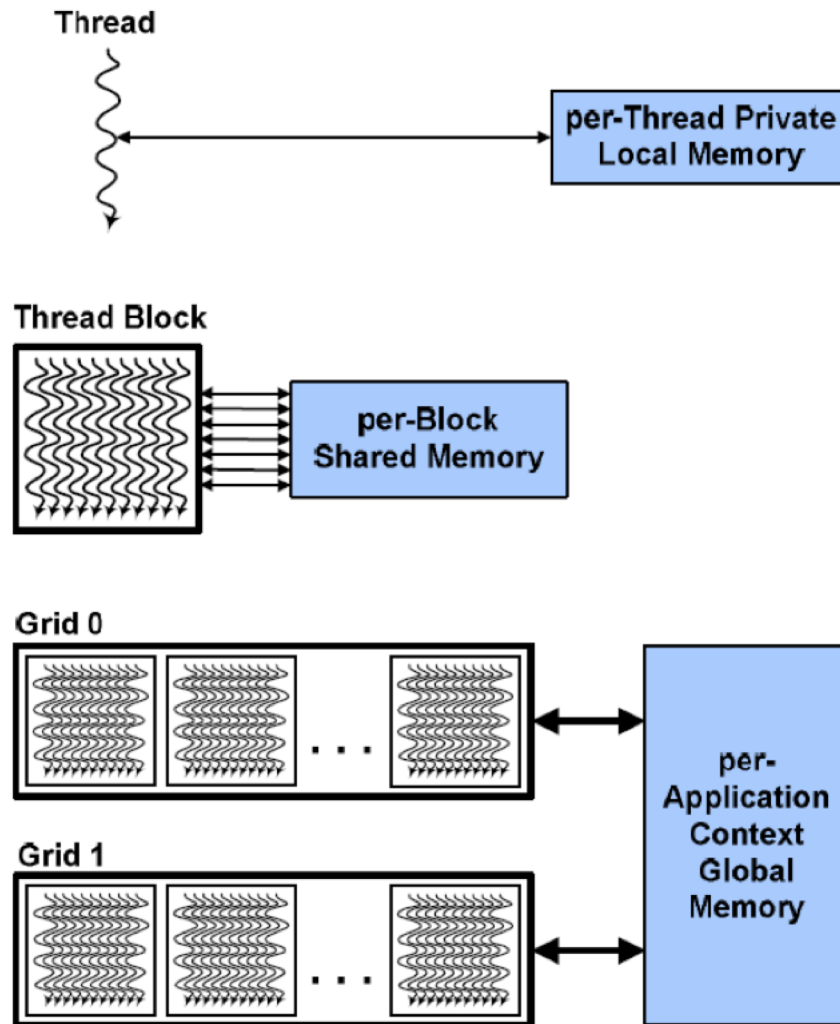 Thread
per-Thread Private
Local Memory
Thread Block
per-Block
Shared Memory
Grid 0
. . .
per-
Application
Context
Global
Memory
Grid 1
. . .